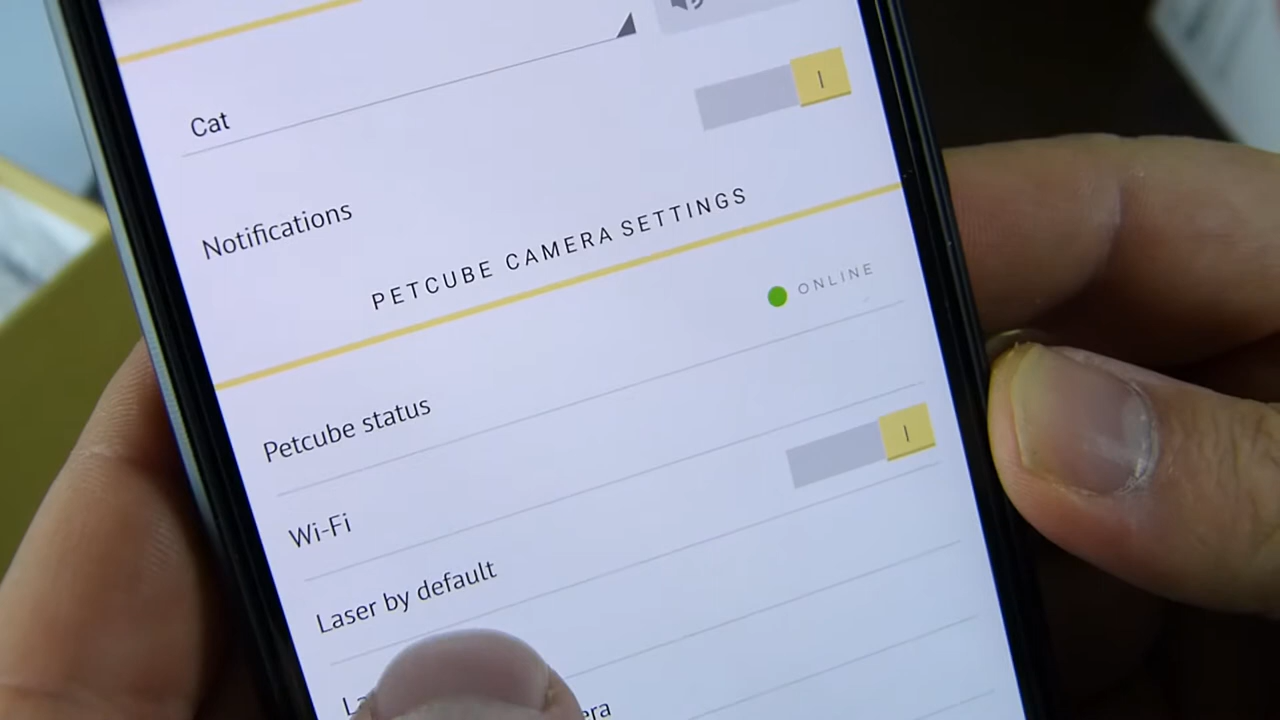 Cat
Notifications
PETCUBE CAMERA SETTINGS
Petcube status
ONLINE
Wi-Fi
Laser by default